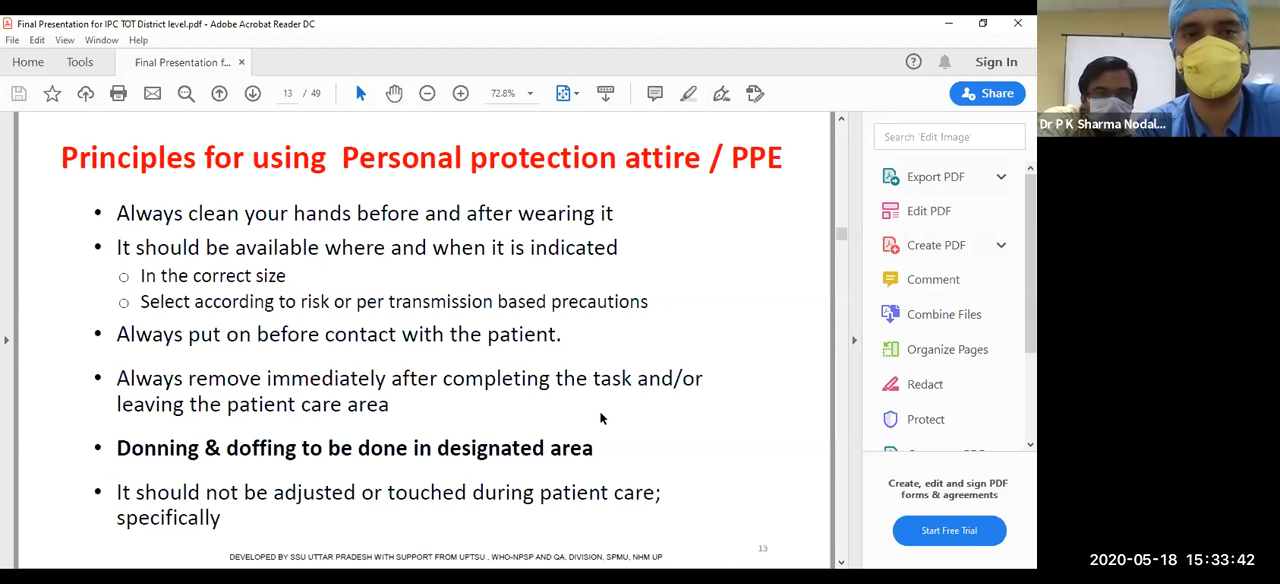 Final Presentation for IPC TOT District level.pdf - Adobe Acrobat Reader DC
File Edit View Window Help
Home Tools Final Presentation f... × Sign In
13 / 49 72.8% Share
Principles for using Personal protection attire / PPE
• Always clean your hands before and after wearing it
• It should be available where and when it is indicated
○ In the correct size
○ Select according to risk or per transmission based precautions
• Always put on before contact with the patient.
• Always remove immediately after completing the task and/or
leaving the patient care area
• Donning & doffing to be done in designated area
• It should not be adjusted or touched during patient care;
specifically
DEVELOPED BY SSU UTTAR PRADESH WITH SUPPORT FROM UPTSU , WHO-NPSP AND QA, DIVISION, SPMU, NHM UP
13
Search 'Edit Image'
Export PDF
Edit PDF
Create PDF
Comment
Combine Files
Organize Pages
Redact
Protect
Create, edit and sign PDF
forms & agreements
Start Free Trial
Dr P K Sharma Nodal...
2020-05-18 15:33:42